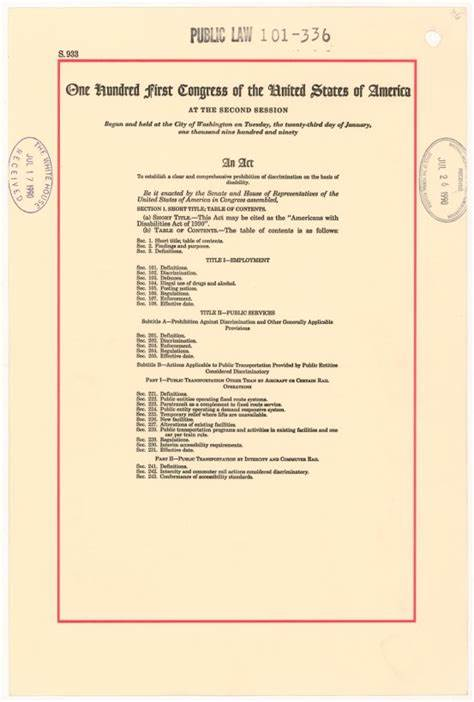 PUBLIC LAW 101-336
S. 933
One Hundred First Congress of the United States of America
AT THE SECOND SESSION
Begun and held at the City of Washington on Tuesday, the twenty-third day of January,
one thousand nine hundred and ninety
THE WHITE HOUSE
JUL 17 1990
RECEIVED
JUL 26 1990
An Act
To establish a clear and comprehensive prohibition of discrimination on the basis of
disability.
Be it enacted by the Senate and House of Representatives of the
United States of America in Congress assembled,
SECTION 1. SHORT TITLE; TABLE OF CONTENTS.
(a) SHORT TITLE.—This Act may be cited as the "Americans with
Disabilities Act of 1990".
(b) TABLE OF CONTENTS.—The table of contents is as follows:
Sec. 1. Short title; table of contents.
Sec. 2. Findings and purposes.
Sec. 3. Definitions.
TITLE I—EMPLOYMENT
Sec. 101. Definitions.
Sec. 102. Discrimination.
Sec. 103. Defenses.
Sec. 104. Illegal use of drugs and alcohol.
Sec. 105. Posting notices.
Sec. 106. Regulations.
Sec. 107. Enforcement.
Sec. 108. Effective date.
TITLE II—PUBLIC SERVICES
Subtitle A—Prohibition Against Discrimination and Other Generally Applicable
Provisions
Sec. 201. Definition.
Sec. 202. Discrimination.
Sec. 203. Enforcement.
Sec. 204. Regulations.
Sec. 205. Effective date.
Subtitle B—Actions Applicable to Public Transportation Provided by Public Entities
Considered Discriminatory
PART I—PUBLIC TRANSPORTATION OTHER THAN BY AIRCRAFT OR CERTAIN RAIL
OPERATIONS
Sec. 221. Definitions.
Sec. 222. Public entities operating fixed route systems.
Sec. 223. Paratransit as a complement to fixed route service.
Sec. 224. Public entity operating a demand responsive system.
Sec. 225. Temporary relief where lifts are unavailable.
Sec. 226. New facilities.
Sec. 227. Alterations of existing facilities.
Sec. 228. Public transportation programs and activities in existing facilities and one
car per train rule.
Sec. 229. Regulations.
Sec. 230. Interim accessibility requirements.
Sec. 231. Effective date.
PART II—PUBLIC TRANSPORTATION BY INTERCITY AND COMMUTER RAIL
Sec. 241. Definitions.
Sec. 242. Intercity and commuter rail actions considered discriminatory.
Sec. 243. Conformance of accessibility standards.